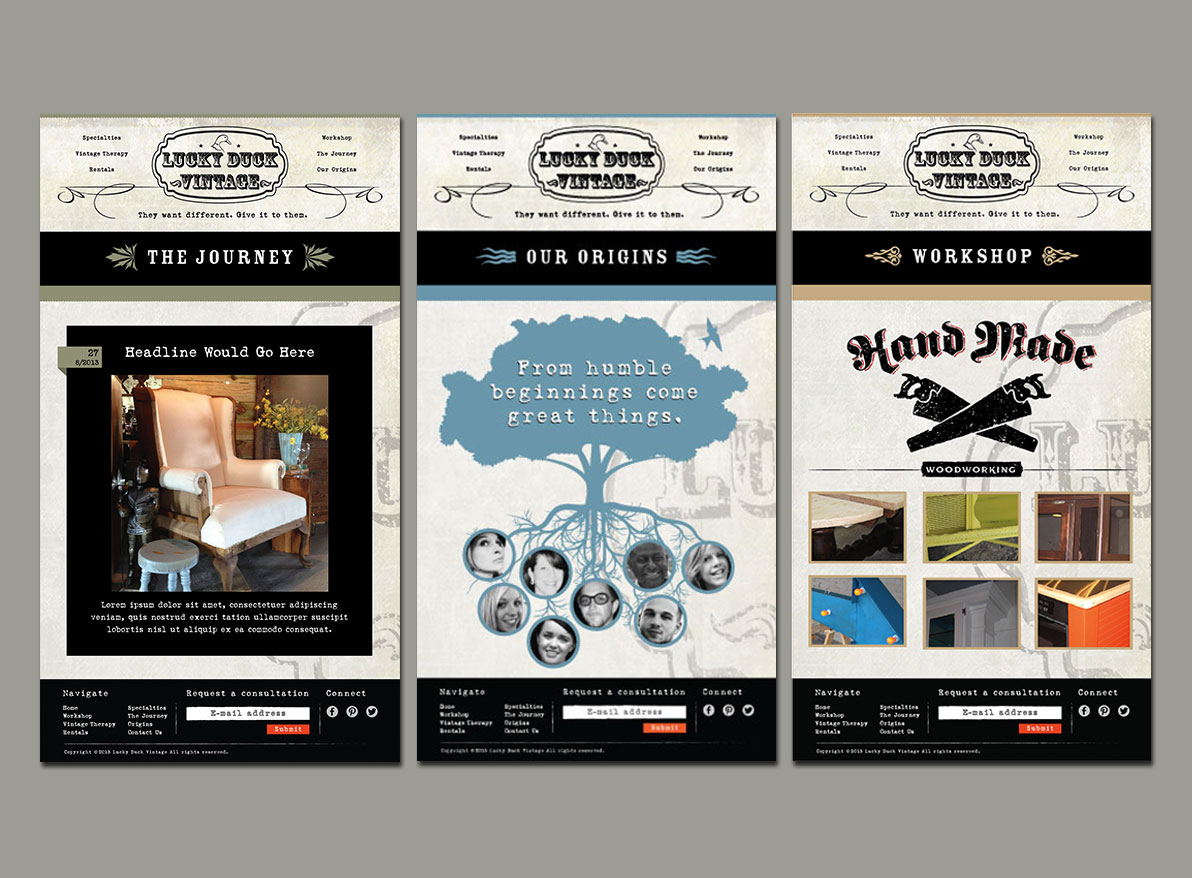 Specialties
Vintage Therapy
Rentals
LUCKY DUCK
VINTAGE
Workshop
The Journey
Our Origins
They want different. Give it to them.
THE JOURNEY
27
8/2013
Headline Would Go Here
Lorem ipsum dolor sit amet, consectetuer adipiscing
veniam, quis nostrud exerci tation ullamcorper suscipit
lobortis nisl ut aliquip ex ea commodo consequat.
Navigate
Home
Workshop
Vintage Therapy
Rentals
Specialties
The Journey
Origins
Contact Us
Request a consultation
E-mail address
Submit
Connect
Copyright ©2013 Lucky Duck Vintage All rights reserved.
Specialties
Vintage Therapy
Rentals
LUCKY DUCK
VINTAGE
Workshop
The Journey
Our Origins
They want different. Give it to them.
OUR ORIGINS
From humble
beginnings come
great things.
Navigate
Home
Workshop
Vintage Therapy
Rentals
Specialties
The Journey
Origins
Contact Us
Request a consultation
E-mail address
Submit
Connect
Copyright ©2013 Lucky Duck Vintage All rights reserved.
Specialties
Vintage Therapy
Rentals
LUCKY DUCK
VINTAGE
Workshop
The Journey
Our Origins
They want different. Give it to them.
WORKSHOP
Hand Made
WOODWORKING
Navigate
Home
Workshop
Vintage Therapy
Rentals
Specialties
The Journey
Origins
Contact Us
Request a consultation
E-mail address
Submit
Connect
Copyright ©2013 Lucky Duck Vintage All rights reserved.